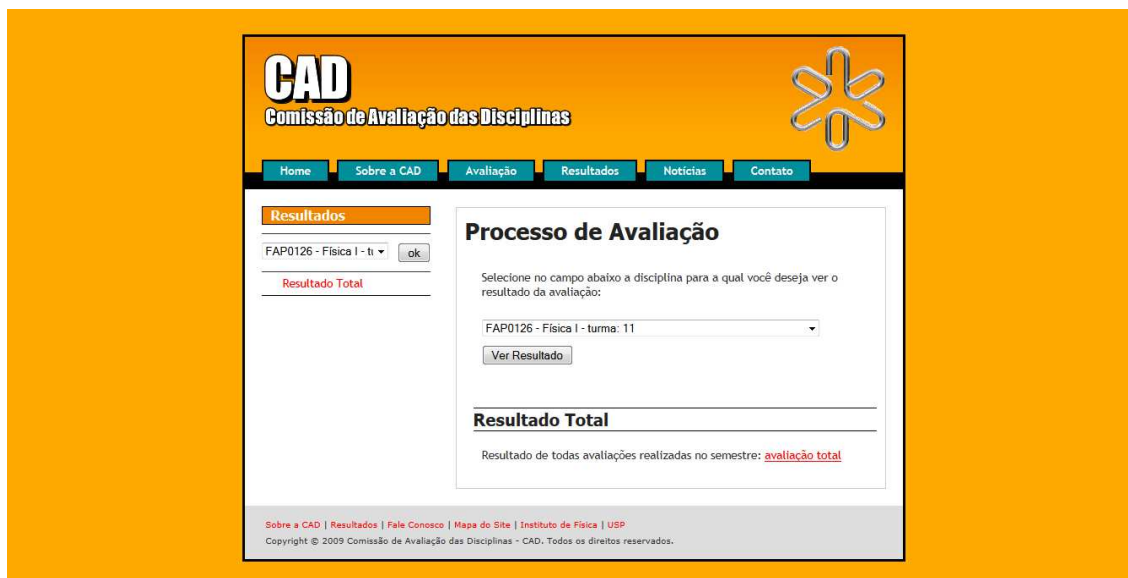 CAD
Comissão de Avaliação das Disciplinas
Home Sobre a CAD Avaliação Resultados Notícias Contato
Resultados
FAP0126 - Física I - tu ok
Resultado Total
Processo de Avaliação
Selecione no campo abaixo a disciplina para a qual você deseja ver o
resultado da avaliação:
FAP0126 - Física I - turma: 11
Ver Resultado
Resultado Total
Resultado de todas avaliações realizadas no semestre: avaliação total
Sobre a CAD | Resultados | Fale Conosco | Mapa do Site | Instituto de Física | USP
Copyright © 2009 Comissão de Avaliação das Disciplinas - CAD. Todos os direitos reservados.